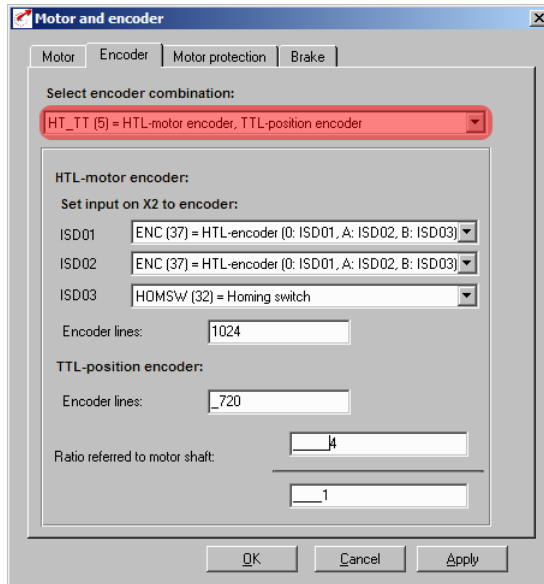 Motor and encoder
Motor Encoder Motor protection Brake
Select encoder combination:
HT_TT (5) = HTL-motor encoder, TTL-position encoder
HTL-motor encoder:
Set input on X2 to encoder:
ISD01 ENC (37) = HTL-encoder (0: ISD01, A: ISD02, B: ISD03)
ISD02 ENC (37) = HTL-encoder (0: ISD01, A: ISD02, B: ISD03)
ISD03 HOMSW (32) = Homing switch
Encoder lines: 1024
TTL-position encoder:
Encoder lines: _720
_____4
Ratio referred to motor shaft:
____1
OK Cancel Apply